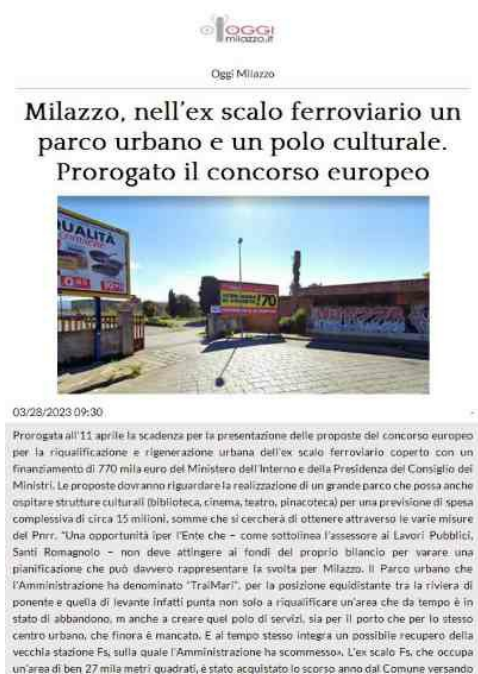 OGGI
milazzo.it
Oggi Milazzo
Milazzo, nell'ex scalo ferroviario un
parco urbano e un polo culturale.
Prorogato il concorso europeo
QUALITÀ
70
03/28/2023 09:30
Prorogata all'11 aprile la scadenza per la presentazione delle proposte del concorso europeo
per la riqualificazione e rigenerazione urbana dell'ex scalo ferroviario coperto con un
finanziamento di 770 mila euro del Ministero dell'Interno e della Presidenza del Consiglio dei
Ministri. Le proposte dovranno riguardare la realizzazione di un grande parco che possa anche
ospitare strutture culturali (biblioteca, cinema, teatro, pinacoteca) per una previsione di spesa
complessiva di circa 15 milioni, somme che si cercherà di ottenere attraverso le varie misure
del Pnrr. "Una opportunità iper l'Ente che – come sottolinea l'assessore ai Lavori Pubblici,
Santi Romagnolo – non deve attingere ai fondi del proprio bilancio per varare una
pianificazione che può davvero rappresentare la svolta per Milazzo. Il Parco urbano che
l'Amministrazione ha denominato "TraiMari", per la posizione equidistante tra la riviera di
ponente e quella di levante infatti punta non solo a riqualificare un'area che da tempo è in
stato di abbandono, m anche a creare quel polo di servizi, sia per il porto che per lo stesso
centro urbano, che finora è mancato. E al tempo stesso integra un possibile recupero della
vecchia stazione Fs, sulla quale l'Amministrazione ha scommesso». L'ex scalo Fs, che occupa
un'area di ben 27 mila metri quadrati, è stato acquistato lo scorso anno dal Comune versando